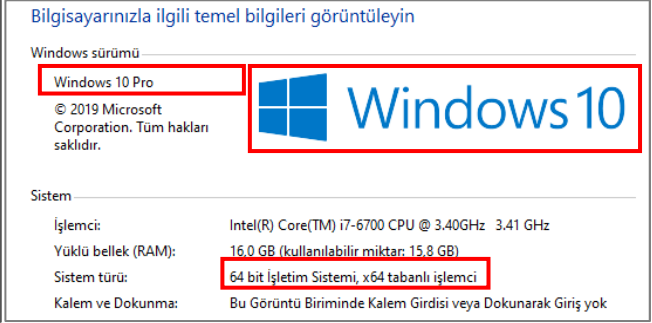 Bilgisayarınızla ilgili temel bilgileri görüntüleyin
Windows sürümü
Windows 10 Pro
© 2019 Microsoft
Corporation. Tüm hakları
saklıdır.
Windows 10
Sistem
İşlemci: Intel(R) Core(TM) i7-6700 CPU @ 3.40GHz 3.41 GHz
Yüklü bellek (RAM): 16,0 GB (kullanılabilir miktar: 15,8 GB)
Sistem türü: 64 bit İşletim Sistemi, x64 tabanlı işlemci
Kalem ve Dokunma: Bu Görüntü Biriminde Kalem Girdisi veya Dokunarak Giriş yok